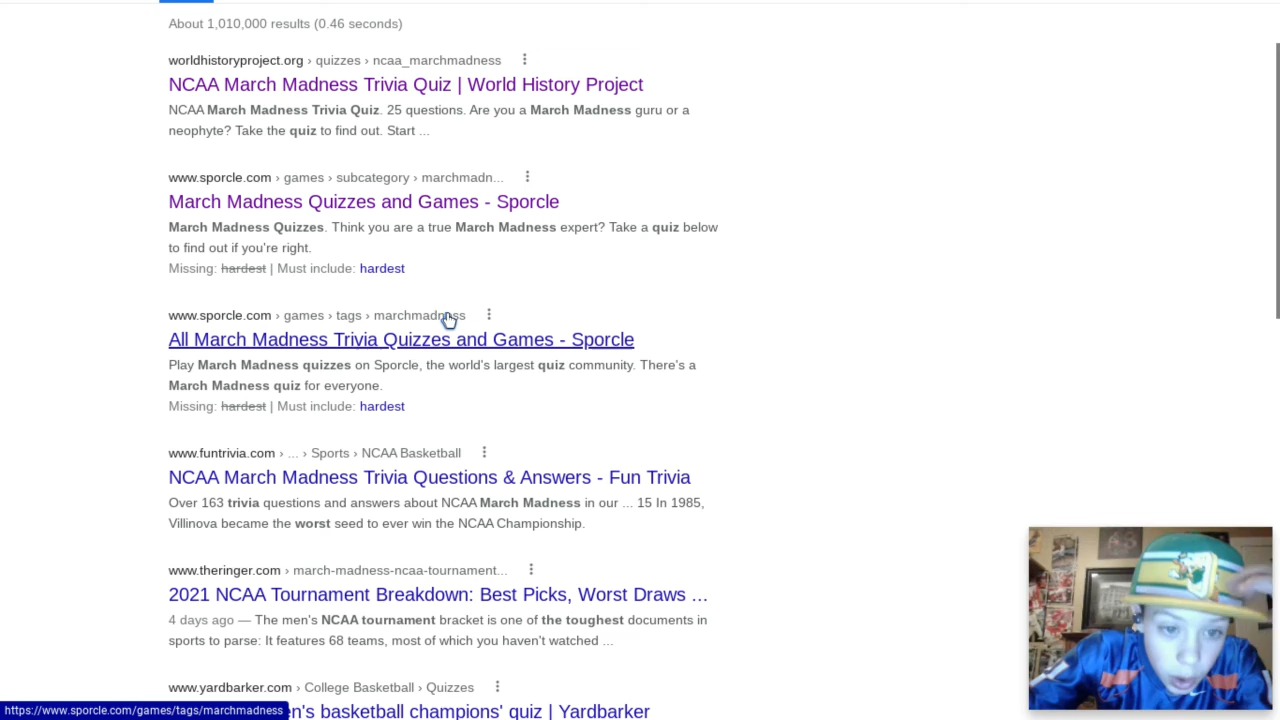 About 1,010,000 results (0.46 seconds)
worldhistoryproject.org › quizzes › ncaa_marchmadness
NCAA March Madness Trivia Quiz | World History Project
NCAA March Madness Trivia Quiz. 25 questions. Are you a March Madness guru or a
neophyte? Take the quiz to find out. Start ...
www.sporcle.com › games › subcategory › marchmadn...
March Madness Quizzes and Games - Sporcle
March Madness Quizzes. Think you are a true March Madness expert? Take a quiz below
to find out if you're right.
Missing: hardest | Must include: hardest
www.sporcle.com › games › tags › marchmadness
All March Madness Trivia Quizzes and Games - Sporcle
Play March Madness quizzes on Sporcle, the world's largest quiz community. There's a
March Madness quiz for everyone.
Missing: hardest | Must include: hardest
www.funtrivia.com › ... › Sports › NCAA Basketball
NCAA March Madness Trivia Questions & Answers - Fun Trivia
Over 163 trivia questions and answers about NCAA March Madness in our ... 15 In 1985,
Villinova became the worst seed to ever win the NCAA Championship.
www.theringer.com › march-madness-ncaa-tournament...
2021 NCAA Tournament Breakdown: Best Picks, Worst Draws ...
4 days ago — The men's NCAA tournament bracket is one of the toughest documents in
sports to parse: It features 68 teams, most of which you haven't watched ...
www.yardbarker.com › College Basketball › Quizzes
n's basketball champions' quiz | Yardbarker
https://www.sporcle.com/games/tags/marchmadness